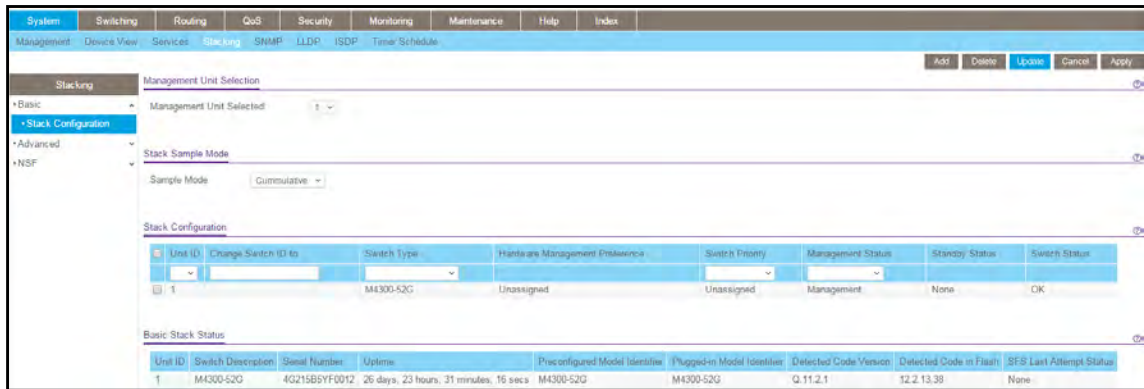 System Switching Routing QoS Security Monitoring Maintenance Help Index
Management Device View Services Stacking SNMP LLDP ISDP Timer Schedule
Add Delete Update Cancel Apply
Stacking
Basic
Stack Configuration
Advanced
NSF
Management Unit Selection
Management Unit Selected 1
Stack Sample Mode
Sample Mode Cummulative
Stack Configuration
Unit ID Change Switch ID to Switch Type Hardware Management Preference Switch Priority Management Status Standby Status Switch Status
1 M4300-52G Unassigned Unassigned Management None OK
Basic Stack Status
Unit ID Switch Description Serial Number Uptime Preconfigured Model Identifier Plugged-in Model Identifier Detected Code Version Detected Code in Flash SFS Last Attempt Status
1 M4300-52G 4G215B5YF0012 26 days, 23 hours, 31 minutes, 16 secs M4300-52G M4300-52G Q.11.2.1 12.2.13.38 None